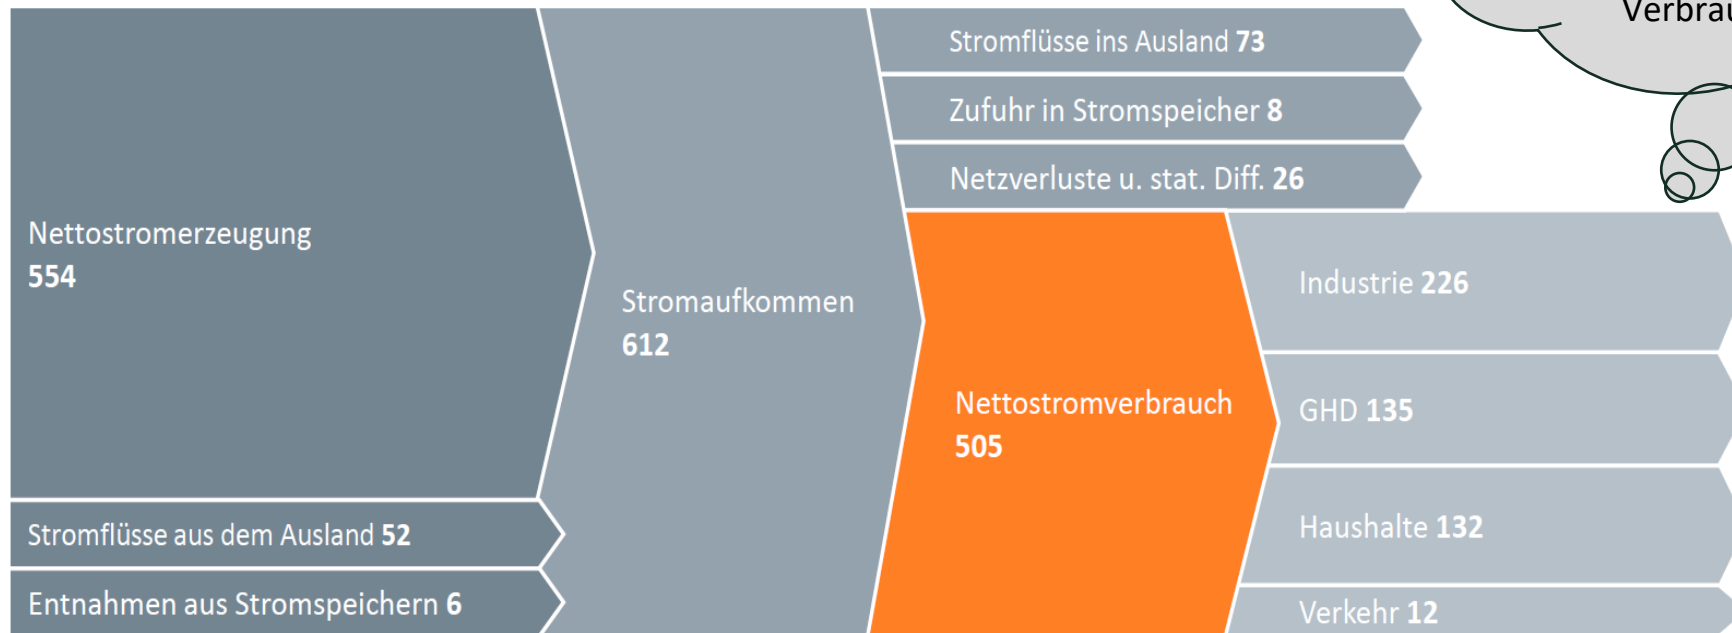 Nettostromerzeugung
554
Stromflüsse aus dem Ausland 52
Entnahmen aus Stromspeichern 6
Stromaufkommen
612
Stromflüsse ins Ausland 73
Zufuhr in Stromspeicher 8
Netzverluste u. stat. Diff. 26
Nettostromverbrauch
505
Industrie 226
GHD 135
Haushalte 132
Verkehr 12